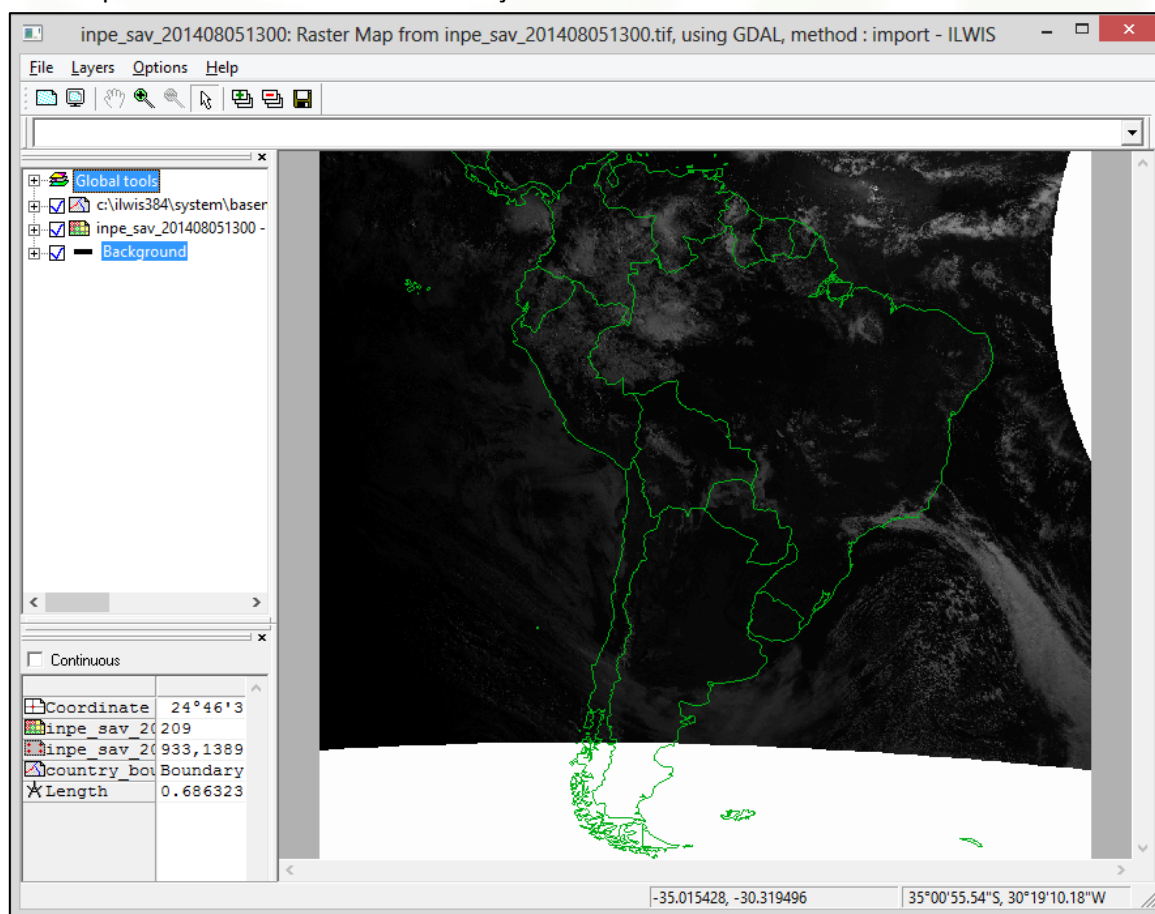 inpe_sav_201408051300: Raster Map from inpe_sav_201408051300.tif, using GDAL, method : import - ILWIS
File Layers Options Help
Global tools
c:\ilwis384\system\baser
inpe_sav_201408051300 -
Background
Continuous
Coordinate 24°46'3
inpe_sav_20 209
inpe_sav_20 933,1389
country_bou Boundary
Length 0.686323
-35.015428, -30.319496 35°00'55.54"S, 30°19'10.18"W